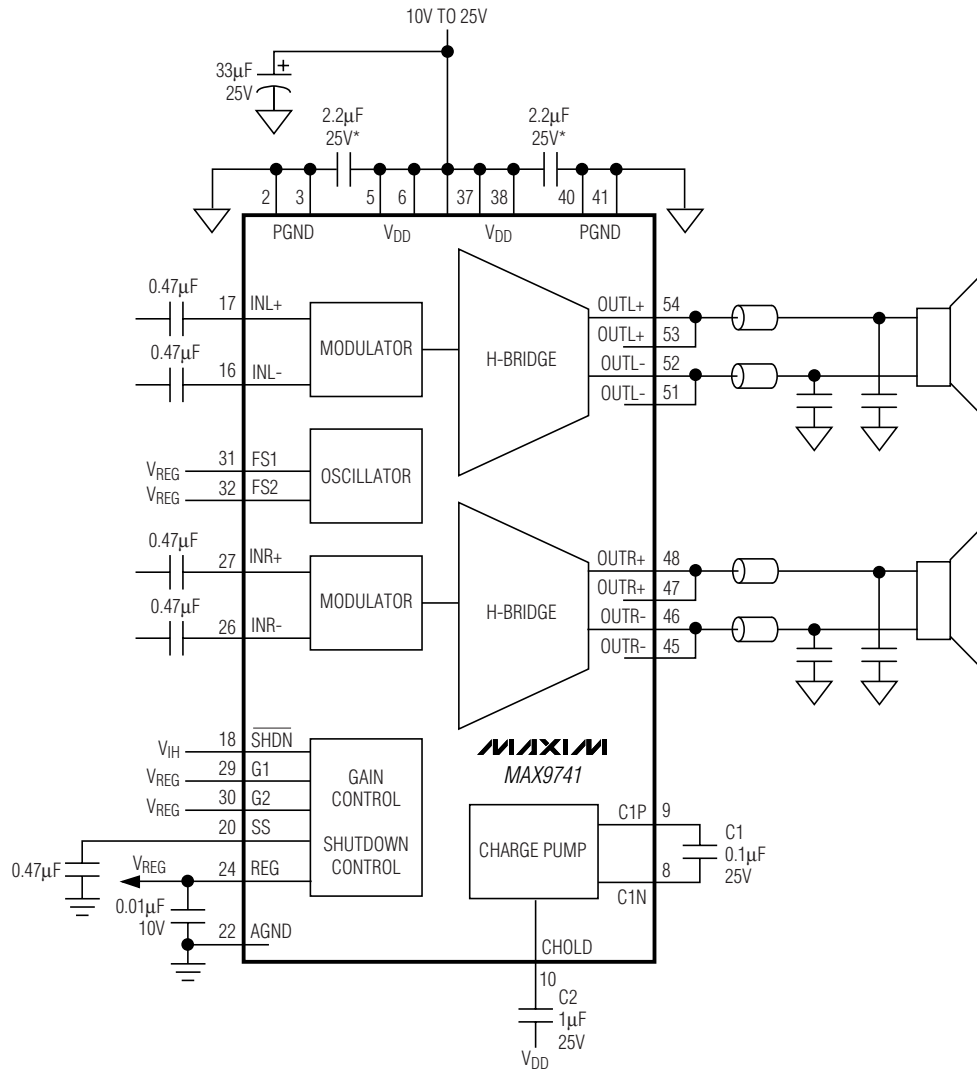 10V TO 25V
33μF
25V
+
2.2μF
25V*
2.2μF
25V*
2
3
5
6
37
38
40
41
PGND
VDD
VDD
PGND
0.47μF
17
INL+
0.47μF
16
INL-
MODULATOR
H-BRIDGE
OUTL+
54
OUTL+
53
OUTL-
52
OUTL-
51
VREG
31
FS1
VREG
32
FS2
OSCILLATOR
0.47μF
27
INR+
0.47μF
26
INR-
MODULATOR
H-BRIDGE
OUTR+
48
OUTR+
47
OUTR-
46
OUTR-
45
VIH
18
SHDN
VREG
29
G1
VREG
30
G2
20
SS
0.47μF
VREG
24
REG
0.01μF
10V
22
AGND
GAIN
CONTROL
SHUTDOWN
CONTROL
MAXIM
MAX9741
CHARGE PUMP
C1P
9
C1
0.1μF
25V
8
C1N
CHOLD
10
C2
1μF
25V
VDD